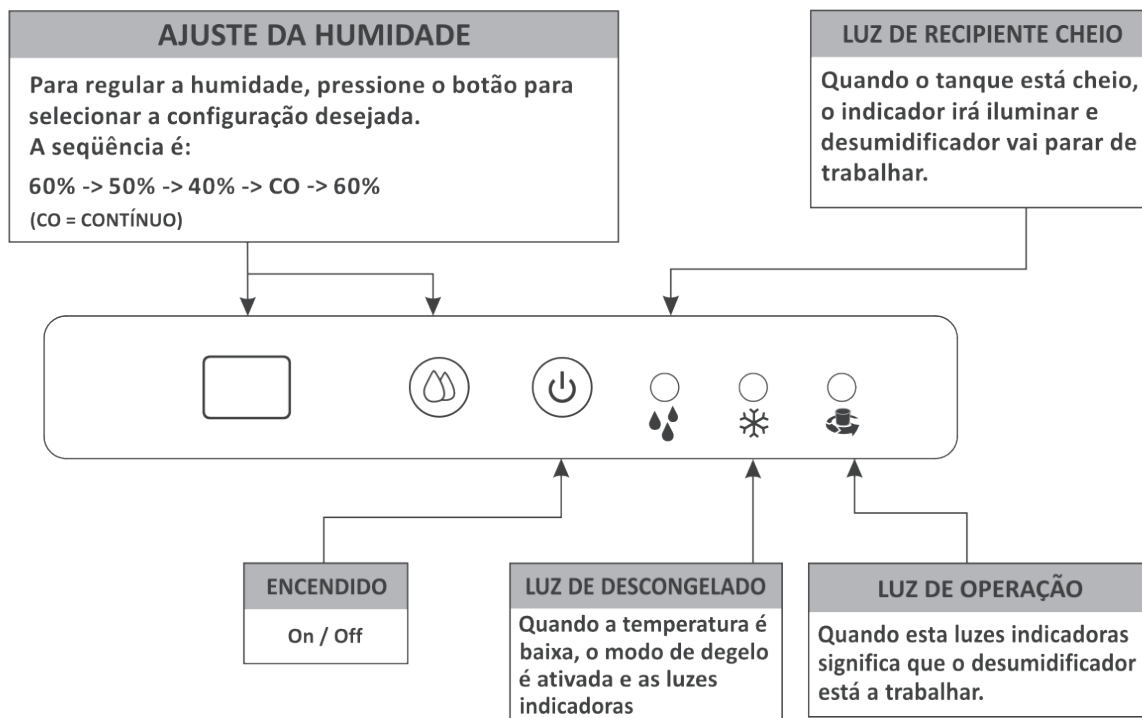 AJUSTE DA HUMIDADE
Para regular a humidade, pressione o botão para
selecionar a configuração desejada.
A seqüência é:
60% -> 50% -> 40% -> CO -> 60%
(CO = CONTÍNUO)
LUZ DE RECIPIENTE CHEIO
Quando o tanque está cheio,
o indicador irá iluminar e
desumidificador vai parar de
trabalhar.
ENCENDIDO
On / Off
LUZ DE DESCONGELADO
Quando a temperatura é
baixa, o modo de degelo
é ativada e as luzes
indicadoras
LUZ DE OPERAÇÃO
Quando esta luzes indicadoras
significa que o desumidificador
está a trabalhar.